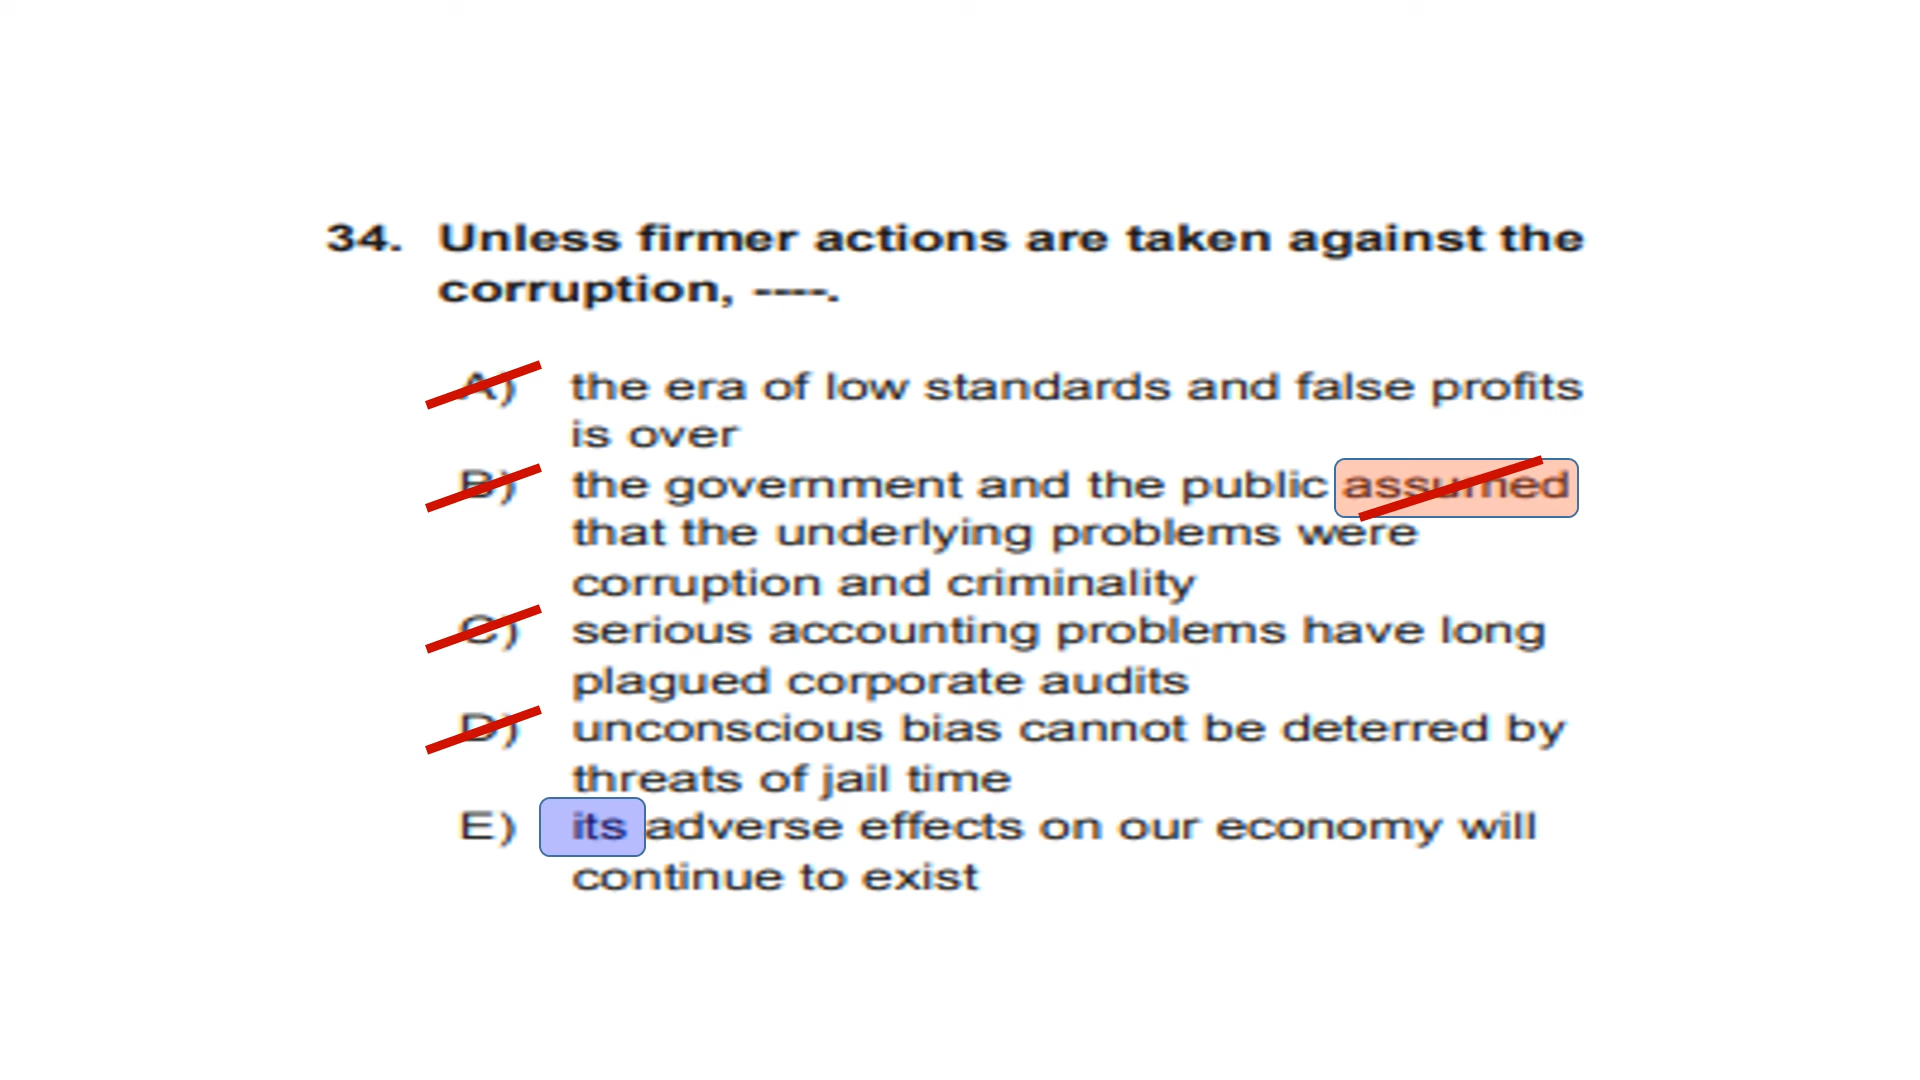 34. Unless firmer actions are taken against the
corruption, ----.
A) the era of low standards and false profits
is over
B) the government and the public assumed
that the underlying problems were
corruption and criminality
C) serious accounting problems have long
plagued corporate audits
D) unconscious bias cannot be deterred by
threats of jail time
E) its adverse effects on our economy will
continue to exist